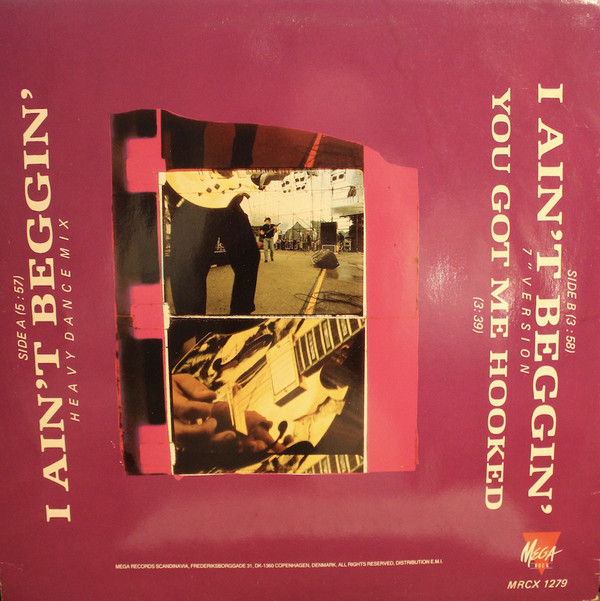 SIDE A (5:57)
I AIN'T BEGGIN'
HEAVY DANCE MIX
SIDE B (3:58)
I AIN'T BEGGIN'
7" VERSION
YOU GOT ME HOOKED
(3:39)
MEGA RECORDS SCANDINAVIA, FREDERIKSBORGGADE 31, DK-1360 COPENHAGEN, DENMARK, ALL RIGHTS RESERVED, DISTRIBUTION E.M.I.
MEGA
MRCX 1279